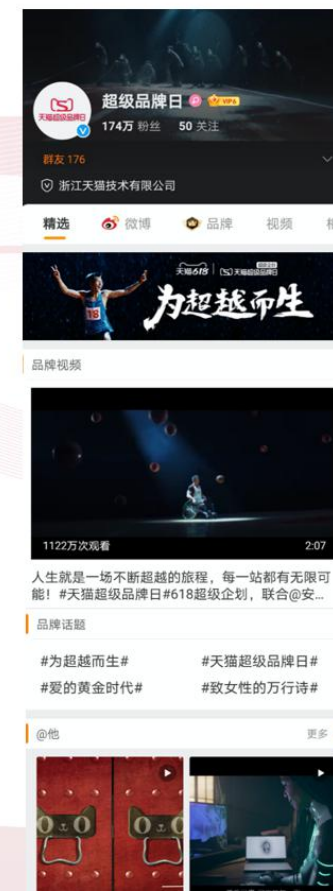 天猫超级品牌日
超级品牌日 VIP6
174万 粉丝 50 关注
群友 176
浙江天猫技术有限公司
精选 微博 品牌 视频
天猫618 天猫超级品牌日
为超越而生
品牌视频
1122万次观看 2:07
人生就是一场不断超越的旅程，每一站都有无限可
能！#天猫超级品牌日#618超级企划，联合@安...
品牌话题
#为超越而生# #天猫超级品牌日#
#爱的黄金时代# #致女性的万行诗#
@他 更多